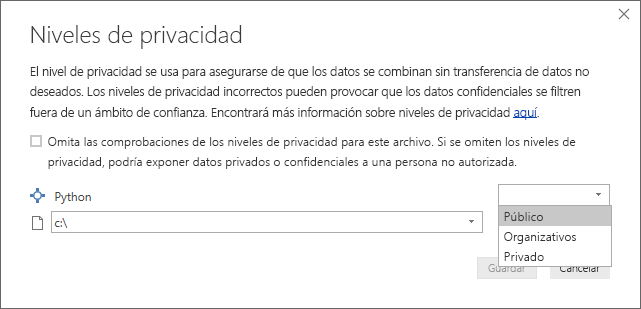 Niveles de privacidad
El nivel de privacidad se usa para asegurarse de que los datos se combinan sin transferencia de datos no
deseados. Los niveles de privacidad incorrectos pueden provocar que los datos confidenciales se filtren
fuera de un ámbito de confianza. Encontrará más información sobre niveles de privacidad aquí.
Omita las comprobaciones de los niveles de privacidad para este archivo. Si se omiten los niveles de
privacidad, podría exponer datos privados o confidenciales a una persona no autorizada.
Python
c:\
Público
Organizativos
Privado
Guardar Cancelar